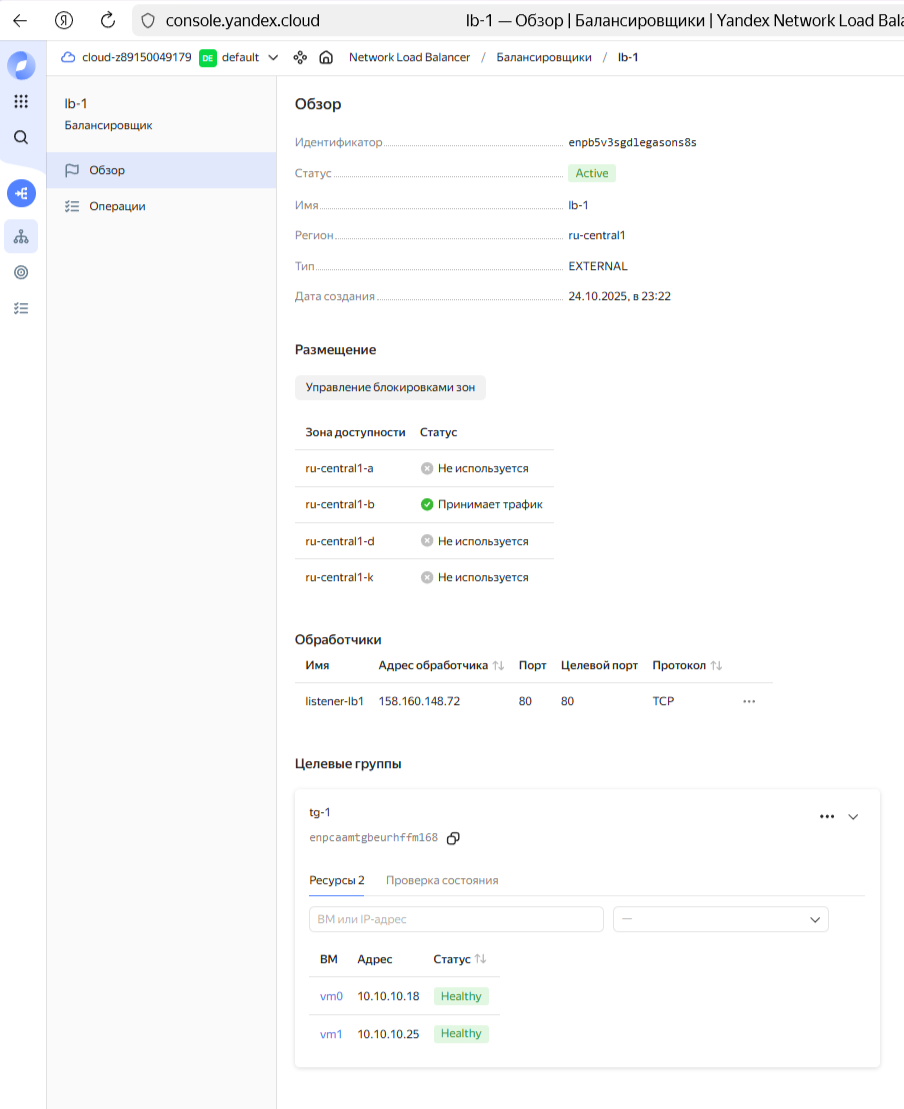 console.yandex.cloud lb-1 — Обзор | Балансировщики | Yandex Network Load Bala
cloud-z89150049179 DE default Network Load Balancer / Балансировщики / lb-1
lb-1
Балансировщик
Обзор
Операции
Обзор
Идентификатор enpb5v3sgdlegasons8s
Статус Active
Имя lb-1
Регион ru-central1
Тип EXTERNAL
Дата создания 24.10.2025, в 23:22
Размещение
Управление блокировками зон
Зона доступности Статус
ru-central1-a Не используется
ru-central1-b Принимает трафик
ru-central1-d Не используется
ru-central1-k Не используется
Обработчики
Имя Адрес обработчика Порт Целевой порт Протокол
listener-lb1 158.160.148.72 80 80 TCP
Целевые группы
tg-1
enpcaamtgbeurhffm168
Ресурсы 2 Проверка состояния
ВМ или IP-адрес —
ВМ Адрес Статус
vm0 10.10.10.18 Healthy
vm1 10.10.10.25 Healthy